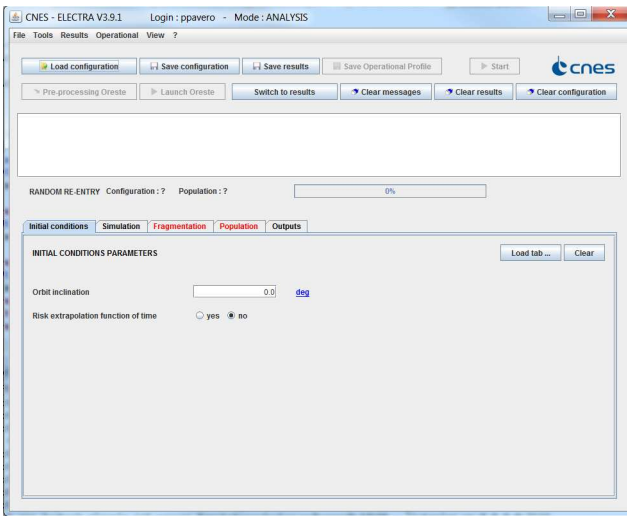 CNES - ELECTRA V3.9.1 Login : ppavero - Mode : ANALYSIS
File Tools Results Operational View ?
Load configuration Save configuration Save results Save Operational Profile Start
cnes
Pre-processing Oreste Launch Oreste Switch to results Clear messages Clear results Clear configuration
RANDOM RE-ENTRY Configuration : ? Population : ? 0%
Initial conditions Simulation Fragmentation Population Outputs
INITIAL CONDITIONS PARAMETERS Load tab ... Clear
Orbit inclination 0.0 deg
Risk extrapolation function of time yes no